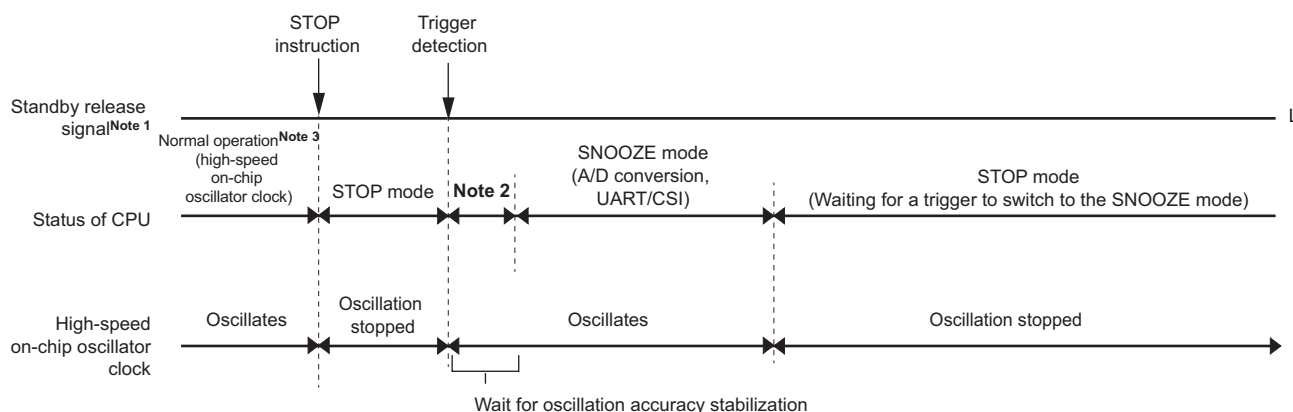 STOP
instruction
Trigger
detection
Standby release
signalNote 1
L
Normal operationNote 3
(high-speed
on-chip
oscillator clock)
STOP mode
Note 2
SNOOZE mode
(A/D conversion,
UART/CSI)
STOP mode
(Waiting for a trigger to switch to the SNOOZE mode)
Status of CPU
High-speed
on-chip oscillator
clock
Oscillates
Oscillation
stopped
Oscillates
Oscillation stopped
Wait for oscillation accuracy stabilization